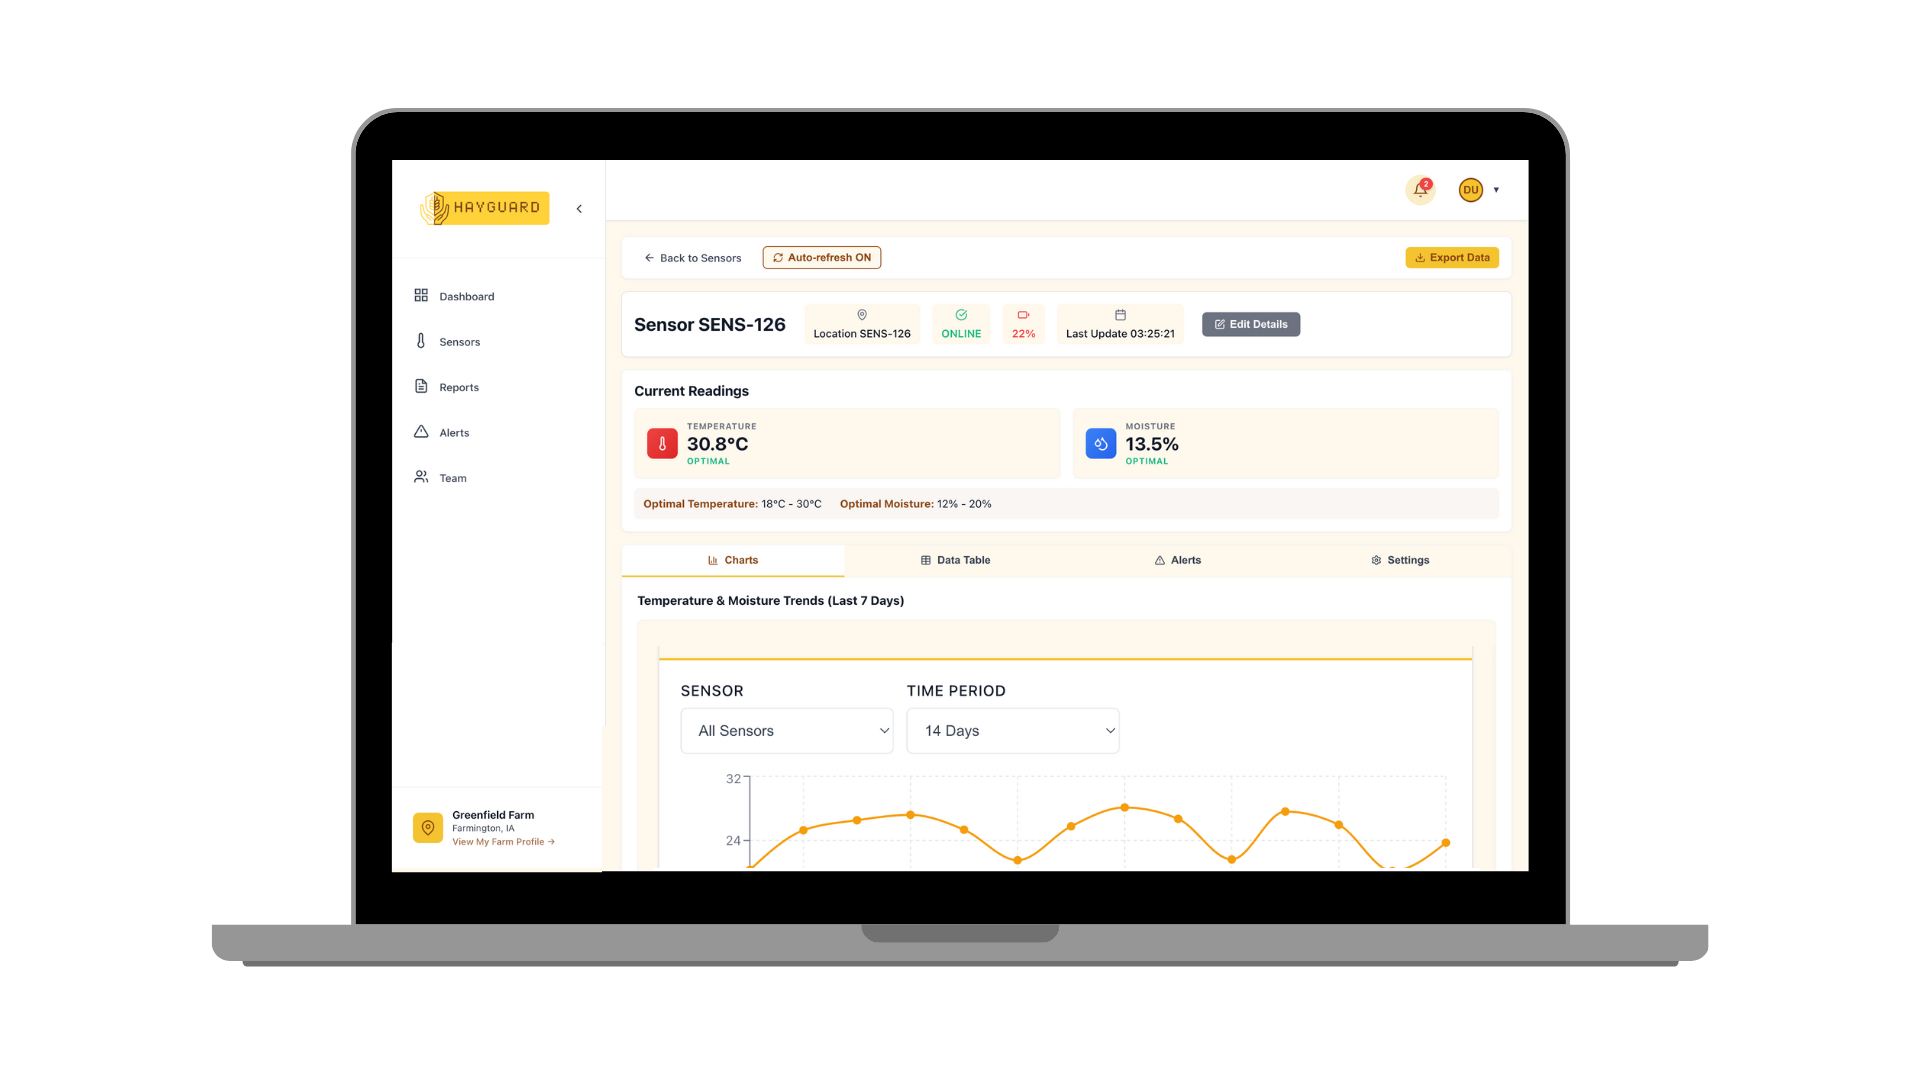 HAYGUARD
2
DU
Dashboard
Sensors
Reports
Alerts
Team
Greenfield Farm
Farmington, IA
View My Farm Profile →
← Back to Sensors
Auto-refresh ON
Export Data
Sensor SENS-126
Location SENS-126
ONLINE
22%
Last Update 03:25:21
Edit Details
Current Readings
TEMPERATURE
30.8°C
OPTIMAL
MOISTURE
13.5%
OPTIMAL
Optimal Temperature: 18°C - 30°C Optimal Moisture: 12% - 20%
Charts
Data Table
Alerts
Settings
Temperature & Moisture Trends (Last 7 Days)
SENSOR
All Sensors
TIME PERIOD
14 Days
32
24